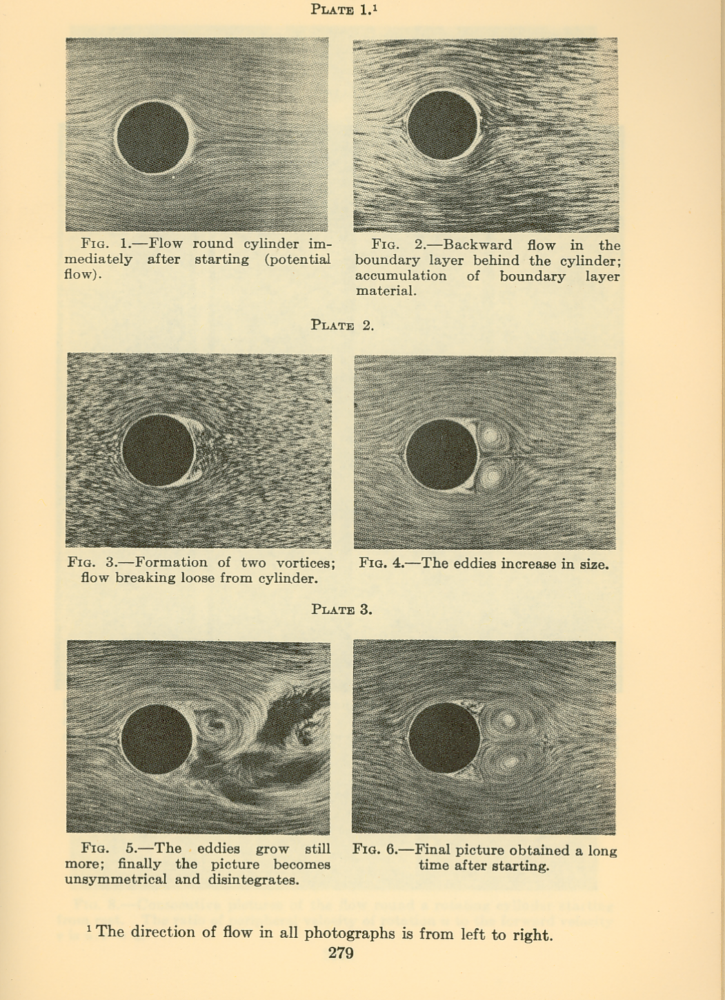 PLATE 1.¹
FIG. 1.—Flow round cylinder im-
mediately after starting (potential
flow).
FIG. 2.—Backward flow in the
boundary layer behind the cylinder;
accumulation of boundary layer
material.
PLATE 2.
FIG. 3.—Formation of two vortices;
flow breaking loose from cylinder.
FIG. 4.—The eddies increase in size.
PLATE 3.
FIG. 5.—The eddies grow still
more; finally the picture becomes
unsymmetrical and disintegrates.
FIG. 6.—Final picture obtained a long
time after starting.
¹ The direction of flow in all photographs is from left to right.
279